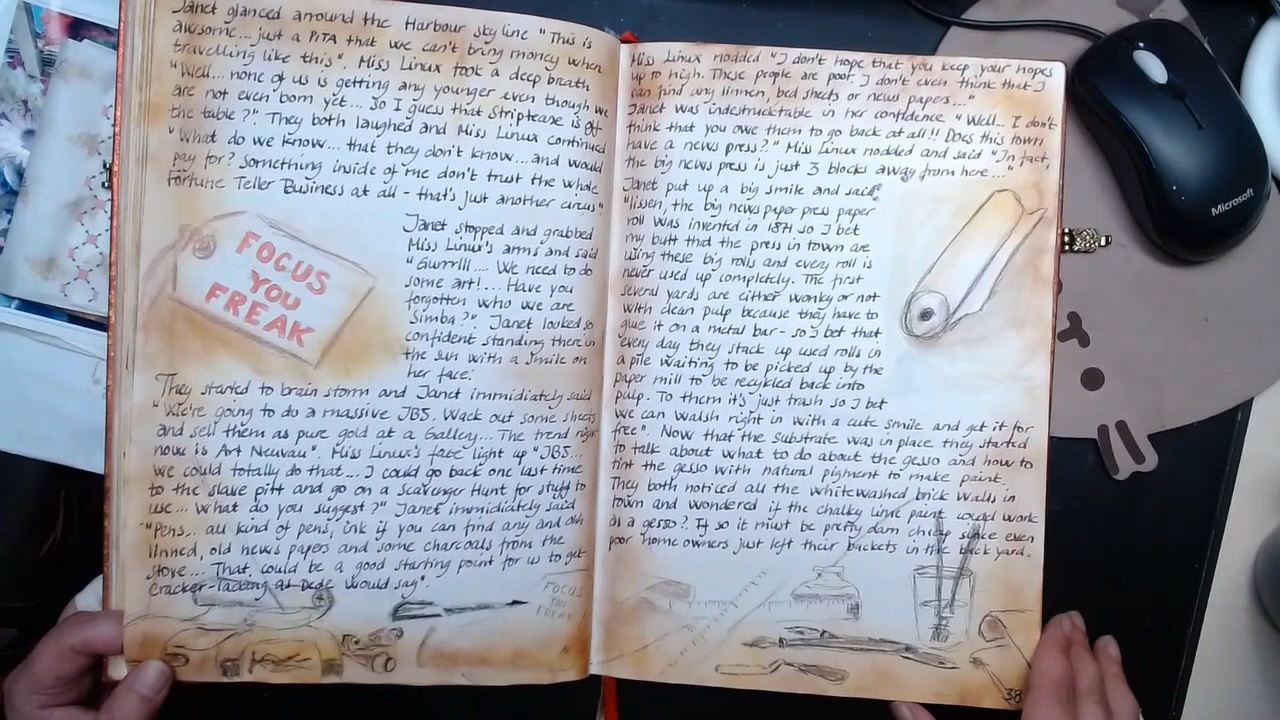 Janet glanced arround the Harbour skyline "This is
awsome... just a PITA that we can't bring money when
travelling like this". Miss Linux took a deep breath
"Well... none of us is getting any younger even though we
are not even born yet... So I guess that Striptease is off
the table?" They both laughed and Miss Linux continued
"What do we know... that they don't know... and would
pay for? Something inside of me don't trust the whole
Fortune Teller Business at all - that's just another circus".
FOCUS
YOU
FREAK
Janet stopped and grabbed
Miss Linux's arms and said
"Gurrrlll.... We need to do
some art!... Have you
forgotten who we are
Simba?". Janet looked so
confident standing there in
the sun with a smile on
her face.
They started to brain storm and Janet immidiately said
"We're going to do a massive JB5. Wack out some sheets
and sell them as pure gold at a Gallery... The trend right
now is Art Neuvau". Miss Linux's face light up "JB5...
we could totally do that... I could go back one last time
to the slave pitt and go on a Scavenger Hunt for stuff to
use... What do you suggest?" Janet immidiately said
"Pens... all kind of pens, ink if you can find any and
linned, old news papers and some charcoals from the
stove... That could be a good starting point for us to get
cracker-lacking as Dede would say".
FOCUS
YOU
FREAK
Miss Linux nodded "I don't hope that you keep your hopes
up to high. These people are poor. I don't even think that I
can find any linnen, bed sheets or news papers..."
Janet was indestrucktable in her confidence "Well... I don't
think that you owe them to go back at all!! Does this town
have a news press?" Miss Linux nodded and said "In fact,
the big news press is just 3 blocks away from here..."
Janet put up a big smile and said
"lissen, the big news paper press paper
roll was invented in 1871 so I bet
my butt that the press in town are
using these big rolls and every roll is
never used up completely. The first
several yards are either wonky or not
with clean pulp because they have to
glue it on a metal bar - so I bet that
every day they stack up used rolls in
a pile waiting to be picked up by the
paper mill to be recycled back into
pulp. To them it's just trash so I bet
we can walsh right in with a cute smile and get it for
free". Now that the substrate was in place they started
to talk about what to do about the gesso and how to
tint the gesso with natural pigment to make paint.
They both noticed all the whitewashed brick walls in
town and wondered if the chalky lime paint could work
as a gesso?. If so it must be pretty darn cheap since even
poor home owners just left their buckets in the back yard.
38
Microsoft